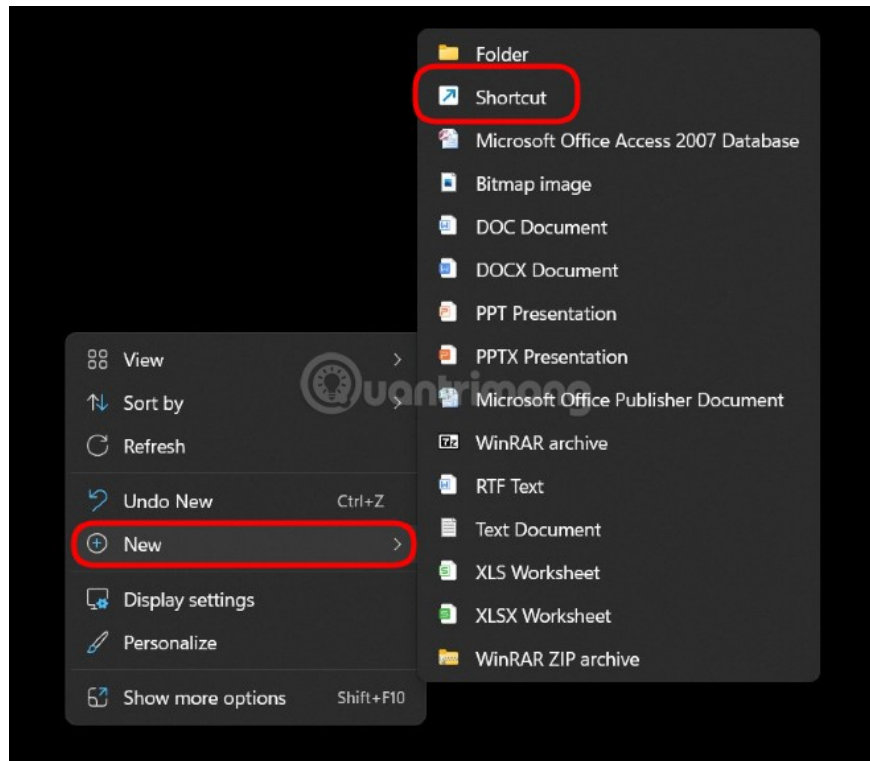 Folder
Shortcut
Microsoft Office Access 2007 Database
Bitmap image
DOC Document
DOCX Document
PPT Presentation
PPTX Presentation
Microsoft Office Publisher Document
WinRAR archive
RTF Text
Text Document
XLS Worksheet
XLSX Worksheet
WinRAR ZIP archive
View
Sort by
Refresh
Undo New Ctrl+Z
New
Display settings
Personalize
Show more options Shift+F10
Quantrimang